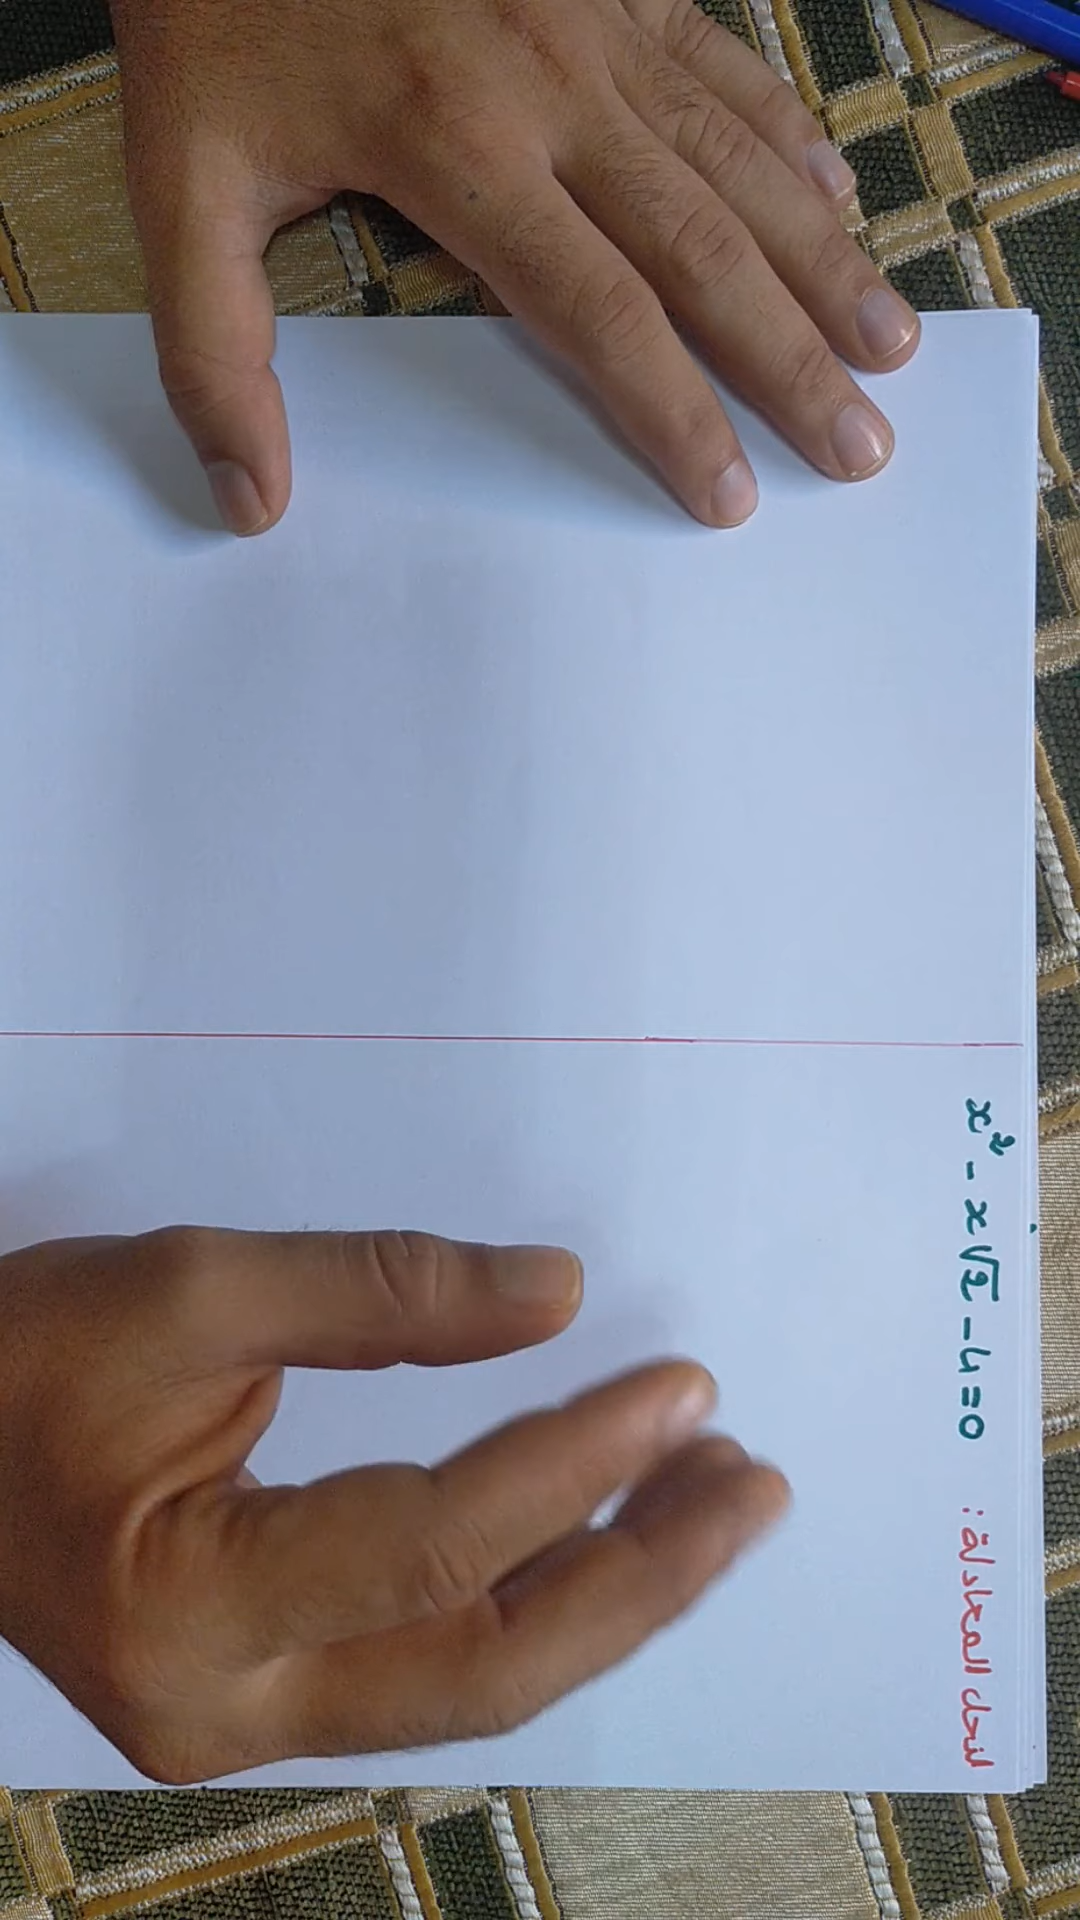 لنحل المعادلة : x² - x√2 - 4 = 0